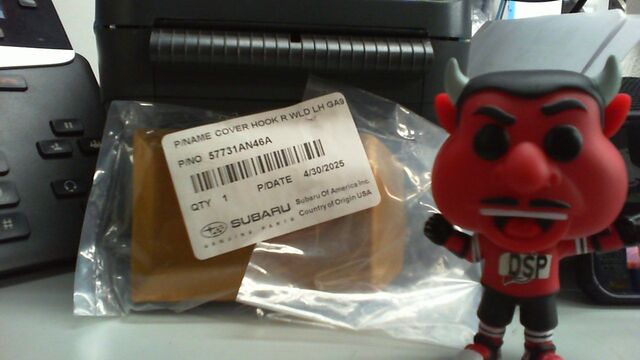 P/NAME COVER HOOK R WLD LH GA9
P/NO 57731AN46A
QTY 1 P/DATE 4/30/2025
SUBARU
GENUINE PARTS
Subaru Of America Inc.
Country of Origin USA
DSP